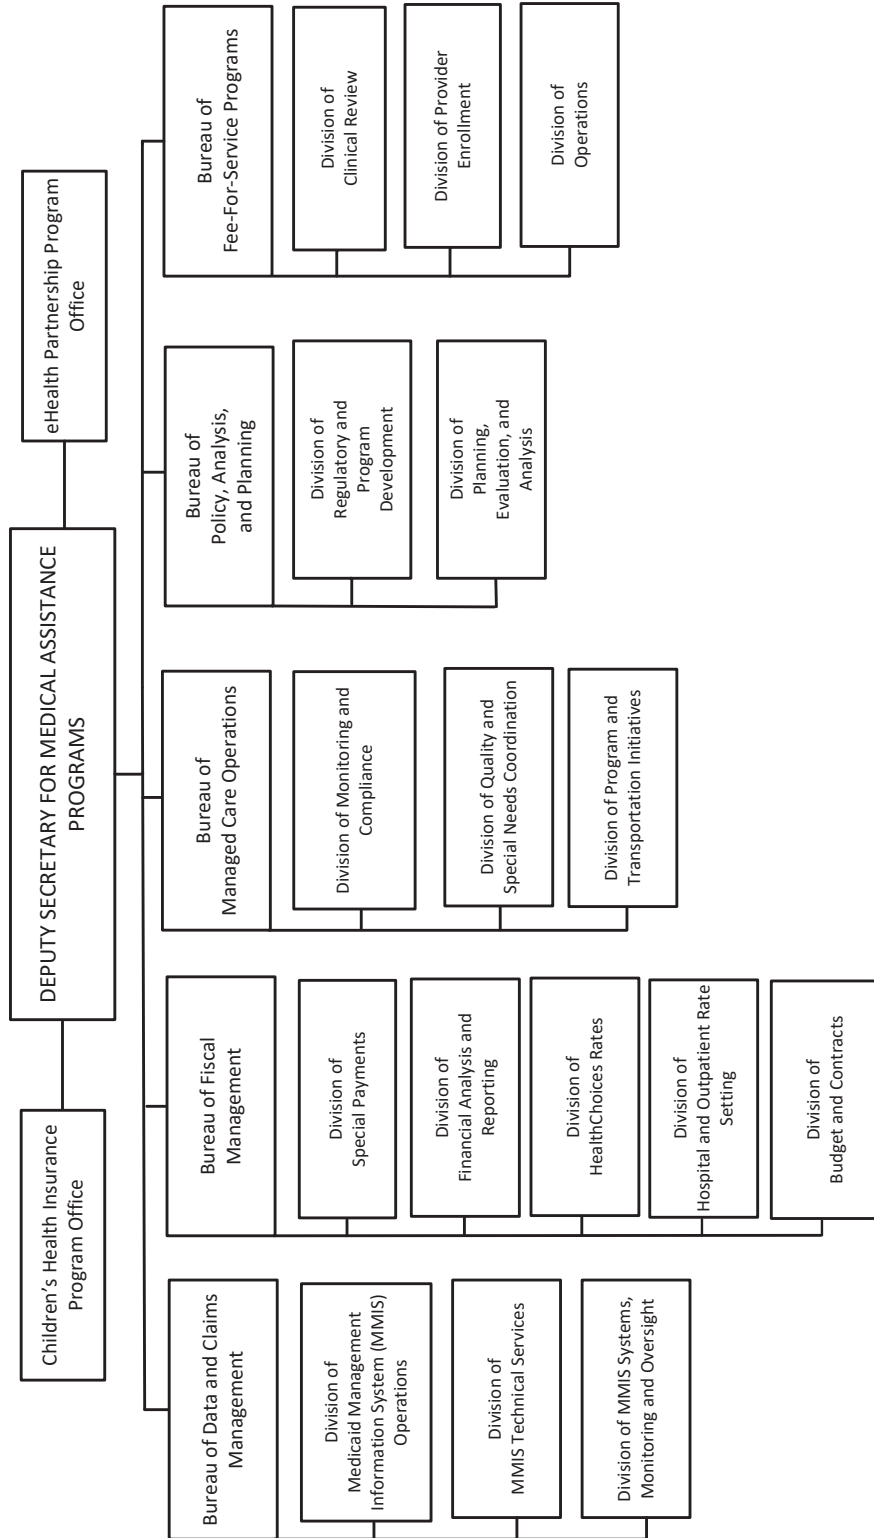 DEPUTY SECRETARY FOR MEDICAL ASSISTANCE
PROGRAMS
Children's Health Insurance
Program Office
eHealth Partnership Program
Office
Bureau of Data and Claims
Management
Division of
Medicaid Management
Information System (MMIS)
Operations
Division of
MMIS Technical Services
Division of MMIS Systems,
Monitoring and Oversight
Bureau of Fiscal
Management
Division of
Special Payments
Division of
Financial Analysis and
Reporting
Division of
HealthChoices Rates
Division of
Hospital and Outpatient Rate
Setting
Division of
Budget and Contracts
Bureau of
Managed Care Operations
Division of Monitoring and
Compliance
Division of Quality and
Special Needs Coordination
Division of Program and
Transportation Initiatives
Bureau of
Policy, Analysis,
and Planning
Division of
Regulatory and
Program
Development
Division of
Planning,
Evaluation, and
Analysis
Bureau of
Fee-For-Service Programs
Division of
Clinical Review
Division of Provider
Enrollment
Division of
Operations